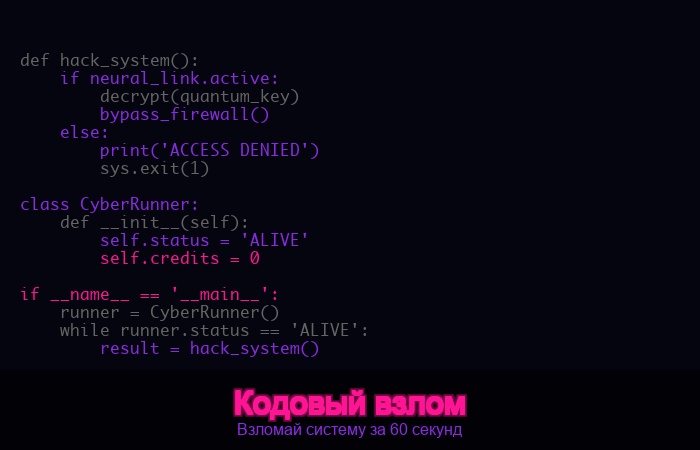 def hack_system():
    if neural_link.active:
        decrypt(quantum_key)
        bypass_firewall()
    else:
        print('ACCESS DENIED')
        sys.exit(1)

class CyberRunner:
    def __init__(self):
        self.status = 'ALIVE'
        self.credits = 0

if __name__ == '__main__':
    runner = CyberRunner()
    while runner.status == 'ALIVE':
        result = hack_system()
Кодовый взлом
Взломай систему за 60 секунд